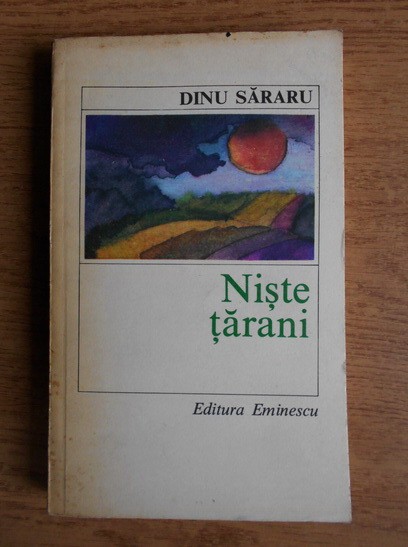 DINU SĂRARU
Niște
țărani
Editura Eminescu